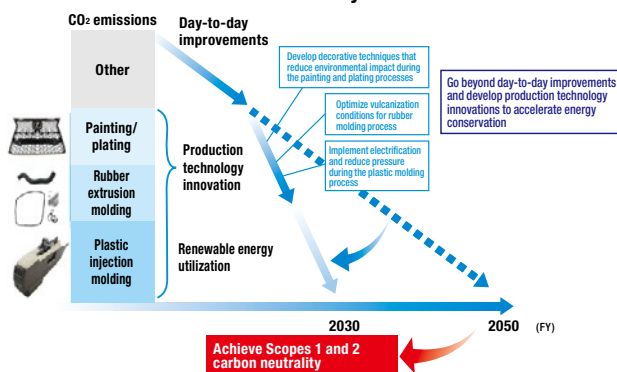 CO2 emissions
Day-to-day
improvements
Other
Painting/
plating
Rubber
extrusion
molding
Plastic
injection
molding
Production
technology
innovation
Renewable energy
utilization
Develop decorative techniques that
reduce environmental impact during
the painting and plating processes
Optimize vulcanization
conditions for rubber
molding process
Implement electrification
and reduce pressure
during the plastic molding
process
Go beyond day-to-day improvements
and develop production technology
innovations to accelerate energy
conservation
2030
2050
(FY)
Achieve Scopes 1 and 2
carbon neutrality